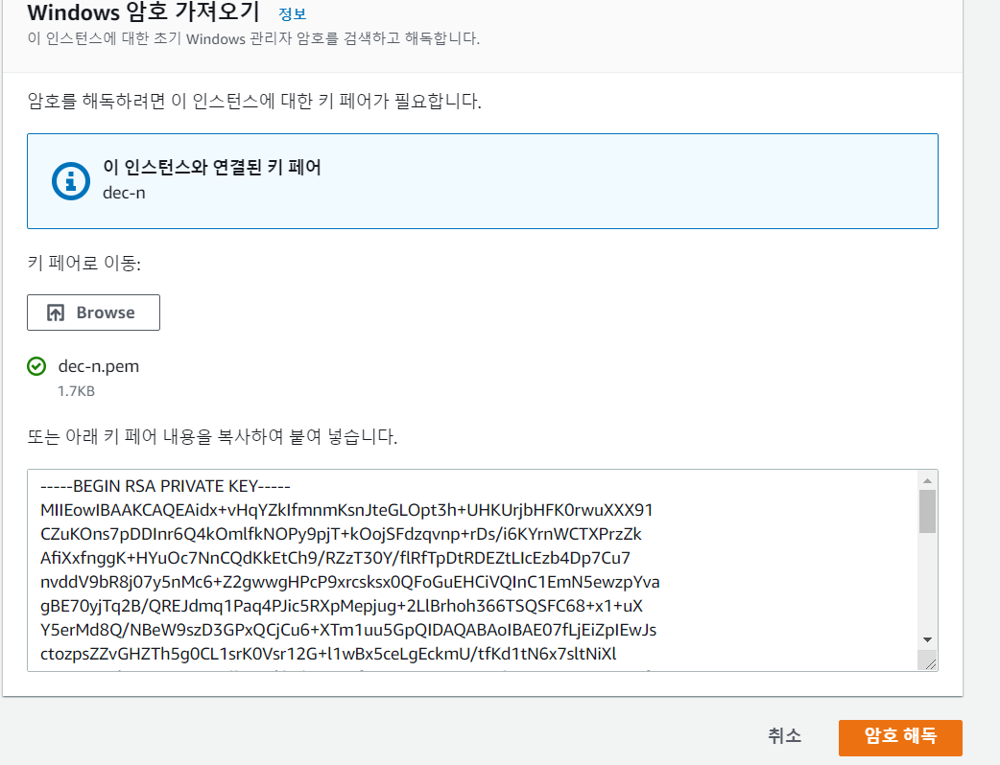 Windows 암호 가져오기 정보
이 인스턴스에 대한 초기 Windows 관리자 암호를 검색하고 해독합니다.
암호를 해독하려면 이 인스턴스에 대한 키 페어가 필요합니다.
이 인스턴스와 연결된 키 페어
dec-n
키 페어로 이동:
Browse
dec-n.pem
1.7KB
또는 아래 키 페어 내용을 복사하여 붙여 넣습니다.
-----BEGIN RSA PRIVATE KEY-----
MIIEowIBAAKCAQEAidx+vHqYZkIfmnmKsnJteGLOpt3h+UHKUrjbHFK0rwuXXX91
CZuKOns7pDDInr6Q4kOmlfkNOPy9pjT+kOojSFdzqvnp+rDs/i6KYrnWCTXPrzZk
AfiXxfnggK+HYuOc7NnCQdKkEtCh9/RZzT30Y/flRfTpDtRDEZtLIcEzb4Dp7Cu7
nvddV9bR8j07y5nMc6+Z2gwwgHPcP9xrcsksx0QFoGuEHCiVQInC1EmN5ewzpYva
gBE70yjTq2B/QREJdmq1Paq4PJic5RXpMepjug+2LlBrhoh366TSQSFC68+x1+uX
Y5erMd8Q/NBeW9szD3GPxQCjCu6+XTm1uu5GpQIDAQABAoIBAE07fLjEiZpIEwJs
ctozpsZZvGHZTh5g0CL1srK0Vsr12G+l1wBx5ceLgEckmU/tfKd1tN6x7sltNiXl
취소
암호 해독